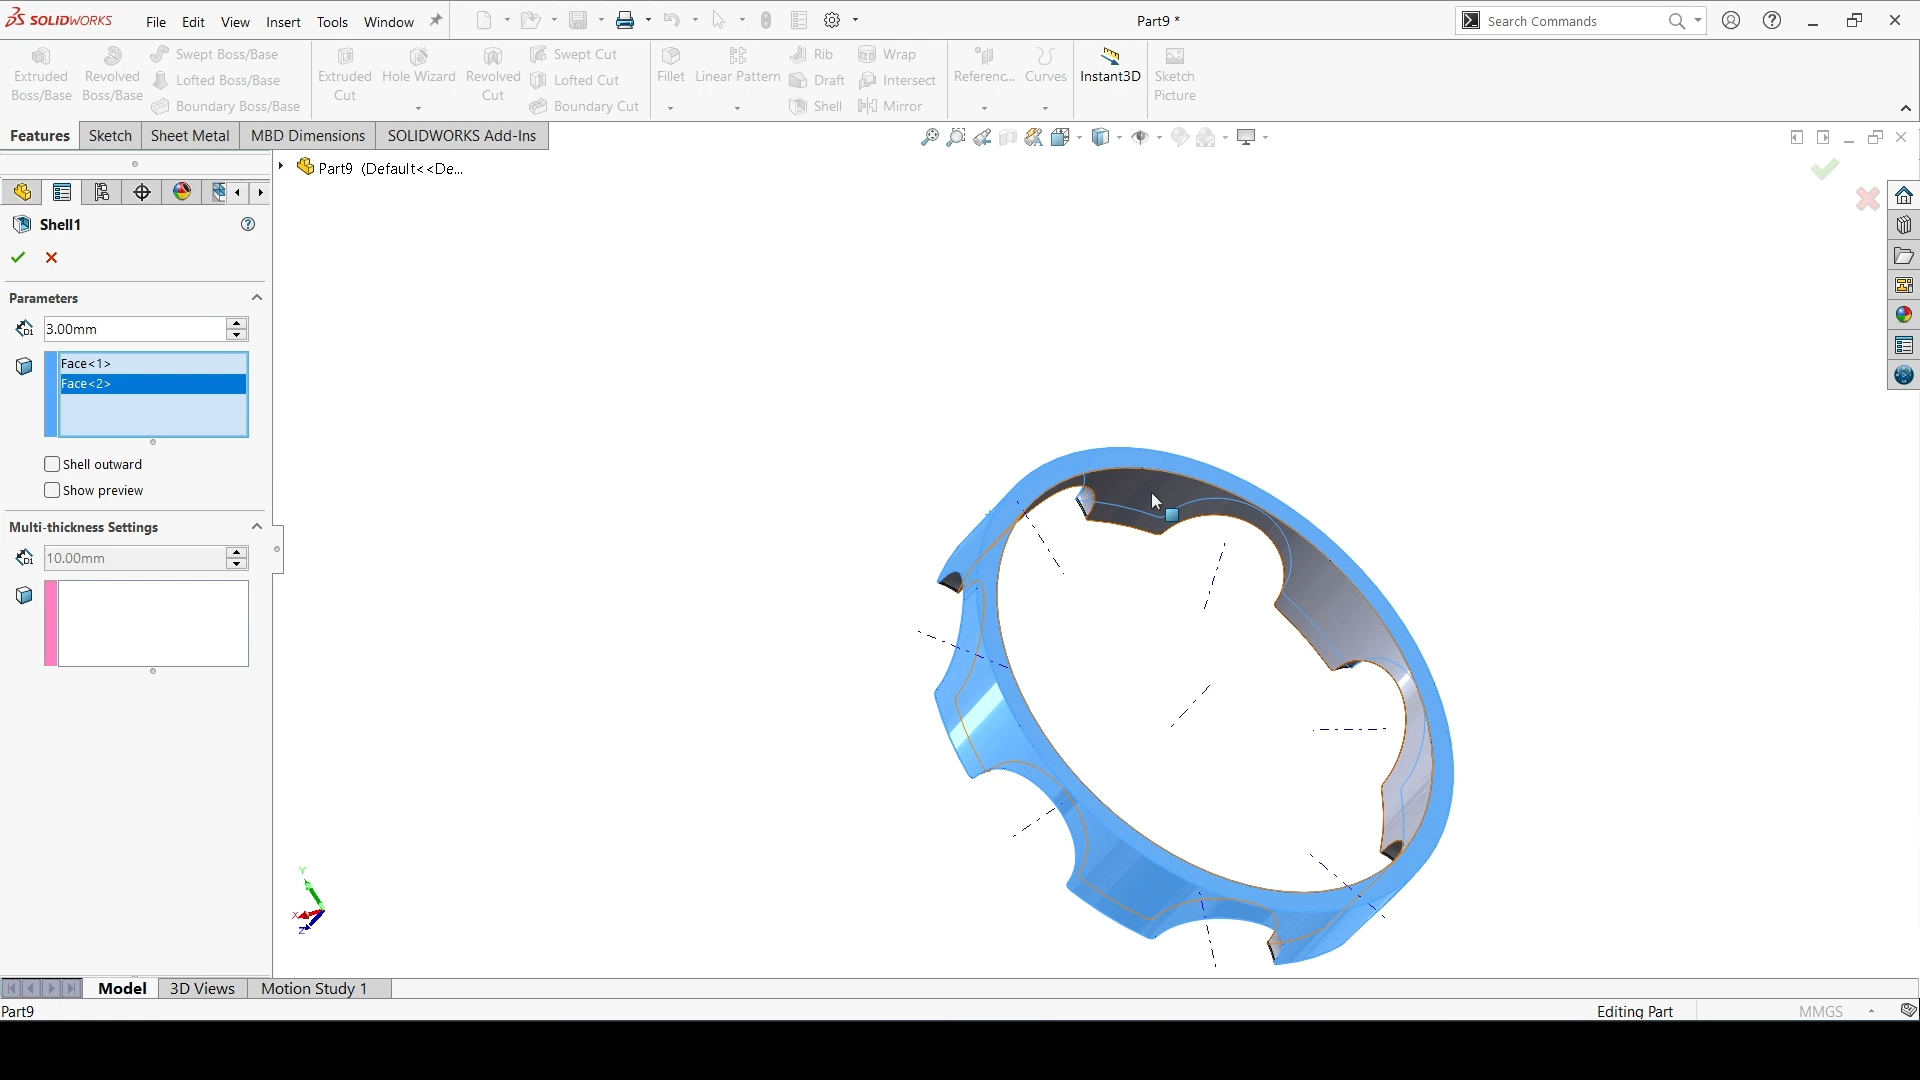 SOLIDWORKS File Edit View Insert Tools Window Part9 * Search Commands
Extruded Boss/Base
Revolved Boss/Base
Swept Boss/Base
Lofted Boss/Base
Boundary Boss/Base
Extruded Cut
Hole Wizard
Revolved Cut
Swept Cut
Lofted Cut
Boundary Cut
Fillet
Linear Pattern
Rib
Draft
Shell
Wrap
Intersect
Mirror
Referenc...
Curves
Instant3D
Sketch Picture
Features Sketch Sheet Metal MBD Dimensions SOLIDWORKS Add-Ins
Part9 (Default<<De...
Shell1
Parameters
3.00mm
Face<1>
Face<2>
Shell outward
Show preview
Multi-thickness Settings
10.00mm
Y
X
Z
Model 3D Views Motion Study 1
Part9 Editing Part MMGS